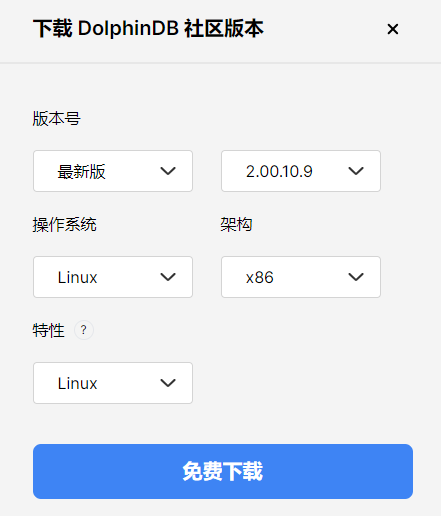 下载 DolphinDB 社区版本
版本号
最新版 2.00.10.9
操作系统 架构
Linux x86
特性 ?
Linux
免费下载